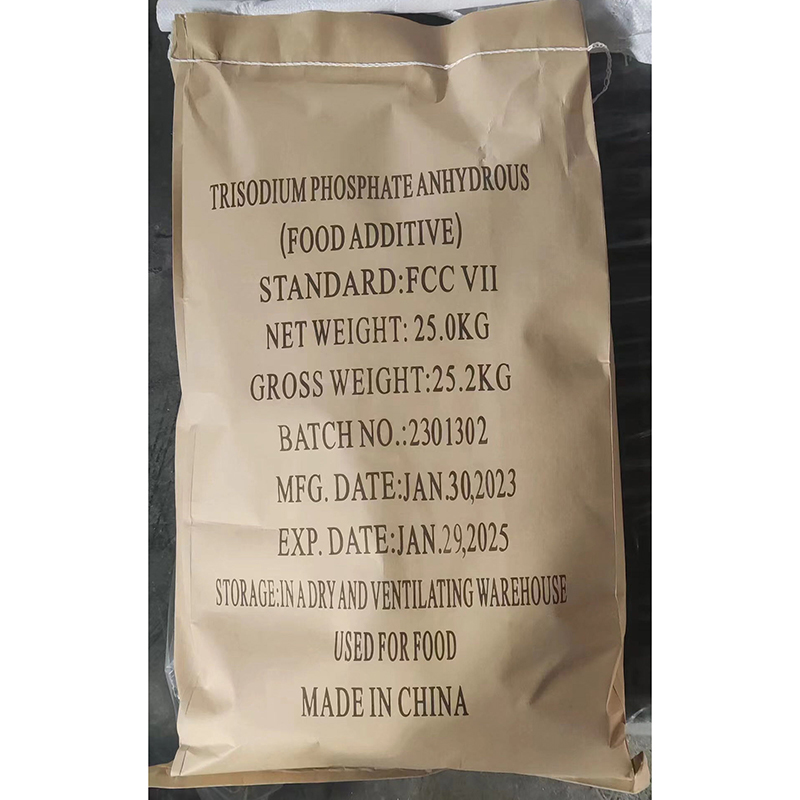 TRISODIUM PHOSPHATE ANHYDROUS
(FOOD ADDITIVE)
STANDARD:FCC VII
NET WEIGHT: 25.0KG
GROSS WEIGHT:25.2KG
BATCH NO.:2301302
MFG. DATE:JAN.30,2023
EXP. DATE:JAN.29,2025
STORAGE:IN A DRY AND VENTILATING WAREHOUSE
USED FOR FOOD
MADE IN CHINA